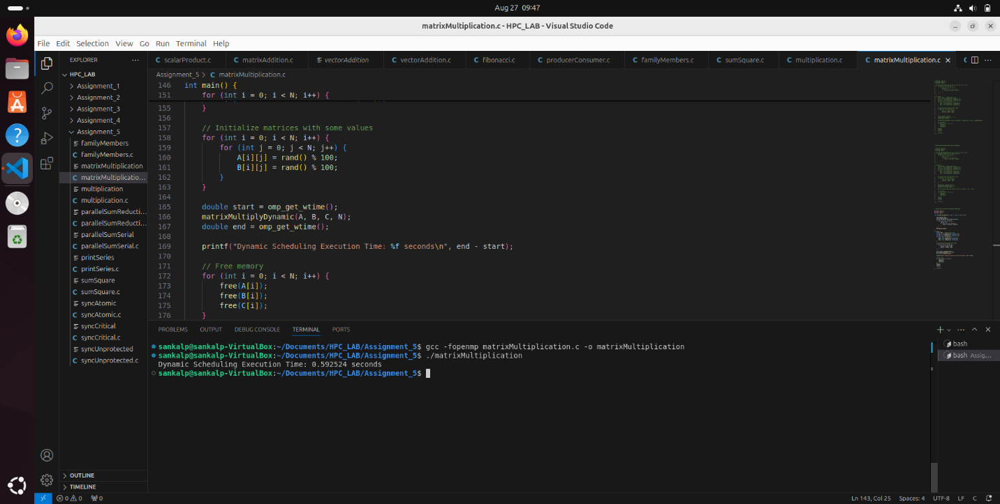 Aug 27 09:47
matrixMultiplication.c - HPC_LAB - Visual Studio Code
File Edit Selection View Go Run Terminal Help
EXPLORER
HPC_LAB
Assignment_1
Assignment_2
Assignment_3
Assignment_4
Assignment_5
familyMembers
familyMembers.c
matrixMultiplication
matrixMultiplicatio...
multiplication
multiplication.c
parallelSumReducti...
parallelSumReducti...
parallelSumSerial
parallelSumSerial.c
printSeries
printSeries.c
sumSquare
sumSquare.c
syncAtomic
syncAtomic.c
syncCritical
syncCritical.c
syncUnprotected
syncUnprotected.c
OUTLINE
TIMELINE
scalarProduct.c matrixAddition.c vectorAddition vectorAddition.c fibonacci.c producerConsumer.c familyMembers.c sumSquare.c multiplication.c matrixMultiplication.c
Assignment_5 > C matrixMultiplication.c
146 int main() {
151 for (int i = 0; i < N; i++) {
155 }
156
157 // Initialize matrices with some values
158 for (int i = 0; i < N; i++) {
159 for (int j = 0; j < N; j++) {
160 A[i][j] = rand() % 100;
161 B[i][j] = rand() % 100;
162 }
163 }
164
165 double start = omp_get_wtime();
166 matrixMultiplyDynamic(A, B, C, N);
167 double end = omp_get_wtime();
168
169 printf("Dynamic Scheduling Execution Time: %f seconds\n", end - start);
170
171 // Free memory
172 for (int i = 0; i < N; i++) {
173 free(A[i]);
174 free(B[i]);
175 free(C[i]);
176 }
PROBLEMS OUTPUT DEBUG CONSOLE TERMINAL PORTS
sankalp@sankalp-VirtualBox:~/Documents/HPC_LAB/Assignment_5$ gcc -fopenmp matrixMultiplication.c -o matrixMultiplication
sankalp@sankalp-VirtualBox:~/Documents/HPC_LAB/Assignment_5$ ./matrixMultiplication
Dynamic Scheduling Execution Time: 0.592524 seconds
sankalp@sankalp-VirtualBox:~/Documents/HPC_LAB/Assignment_5$
bash
bash Assig...
0 0 0 Ln 143, Col 25 Spaces: 4 UTF-8 LF C